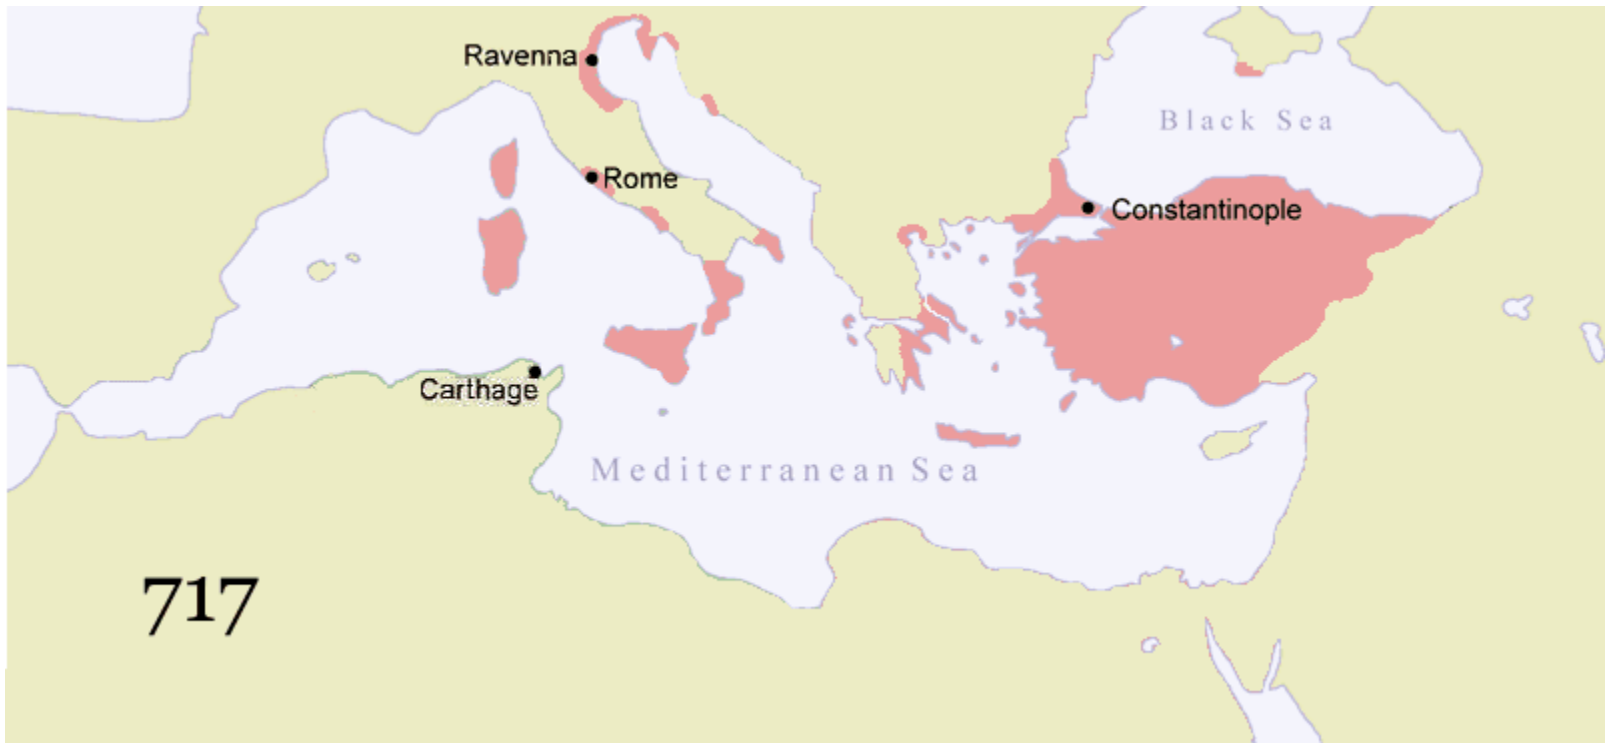 Ravenna
Black Sea
Rome
Constantinople
Carthage
Mediterranean Sea
717